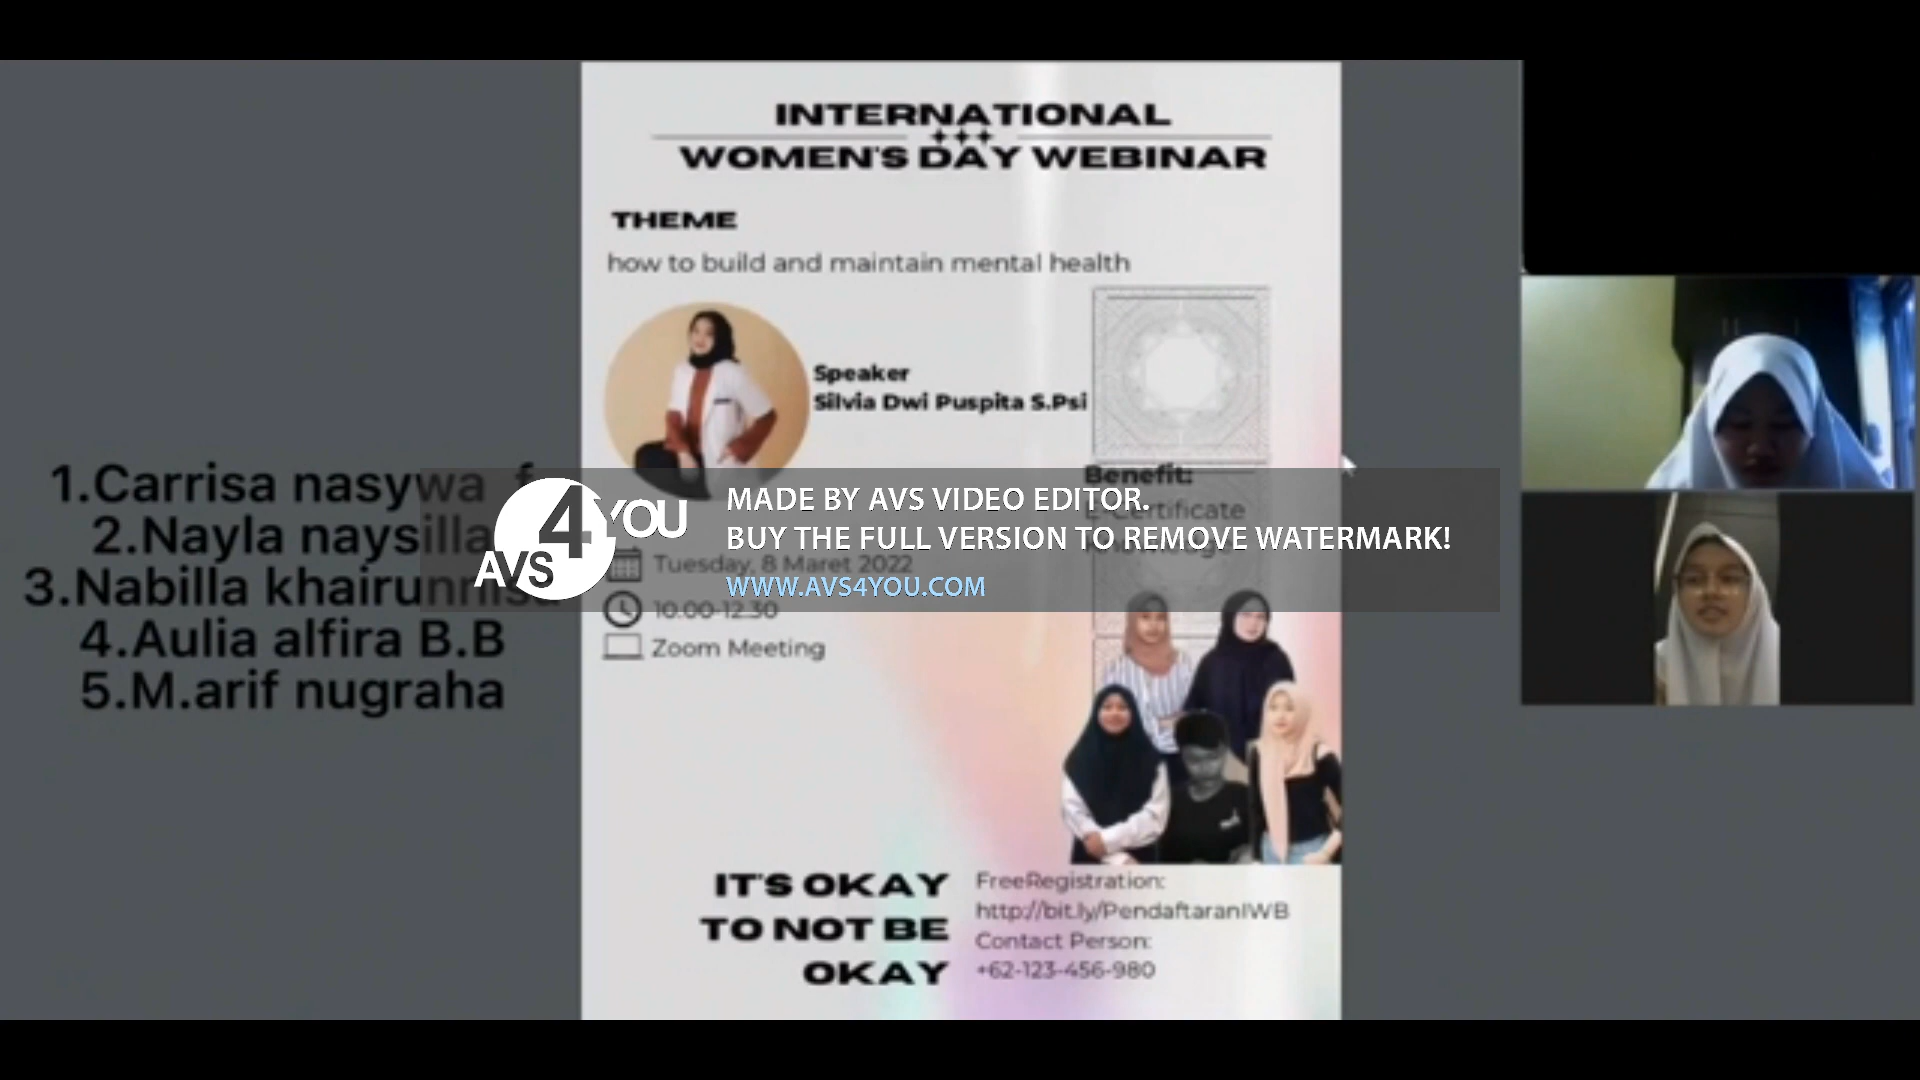 INTERNATIONAL
WOMEN'S DAY WEBINAR
THEME
how to build and maintain mental health
Speaker
Silvia Dwi Puspita S.Psi
Benefit:
E-Certificate
Tuesday, 8 Maret 2022
10.00-12.30
Zoom Meeting
IT'S OKAY
TO NOT BE
OKAY
FreeRegistration:
http://bit.ly/PendaftaranIWB
Contact Person:
+62-123-456-980
1.Carrisa nasywa f
2.Nayla naysilla
3.Nabilla khairunnisa
4.Aulia alfira B.B
5.M.arif nugraha
AVS4YOU
MADE BY AVS VIDEO EDITOR.
BUY THE FULL VERSION TO REMOVE WATERMARK!
WWW.AVS4YOU.COM